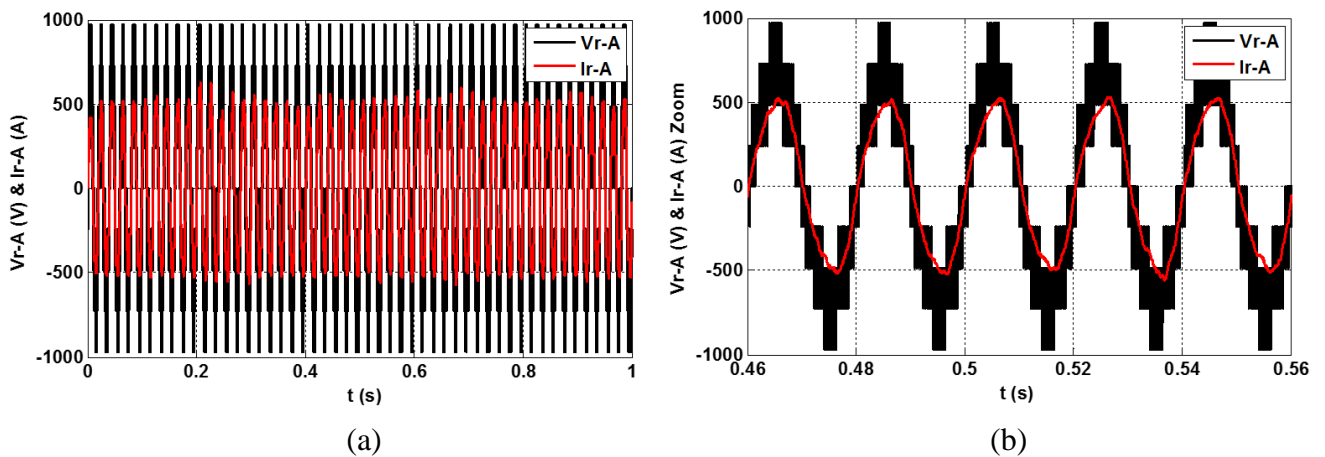 Vr-A (V) & Ir-A (A)
1000
500
0
-500
-1000
0
0.2
0.4
0.6
0.8
1
t (s)
Vr-A
Ir-A
(a)
Vr-A (V) & Ir-A (A) Zoom
1000
500
0
-500
-1000
0.46
0.48
0.5
0.52
0.54
0.56
t (s)
Vr-A
Ir-A
(b)